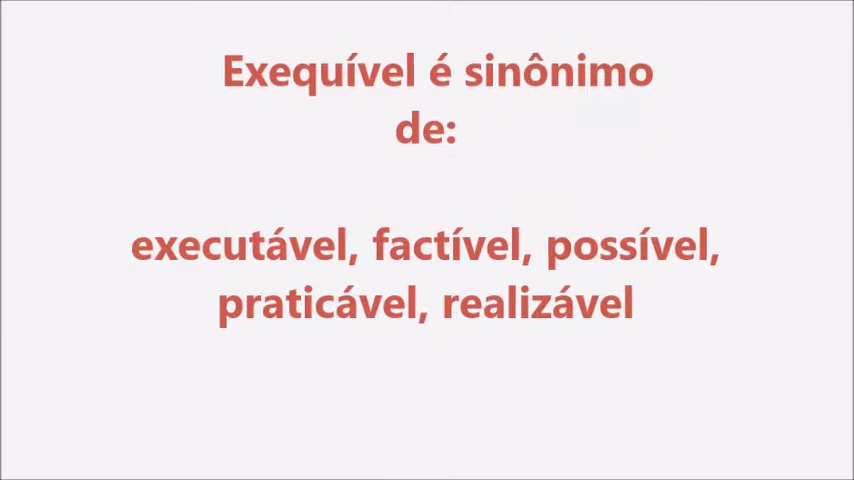 Exequível é sinônimo
de:
executável, factível, possível,
praticável, realizável